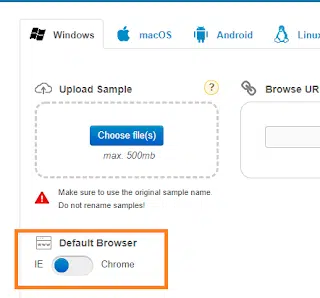 Windows macOS Android Linu
Upload Sample ? Browse UR
Choose file(s)
max. 500mb
Make sure to use the original sample name.
Do not rename samples!
Default Browser
IE Chrome